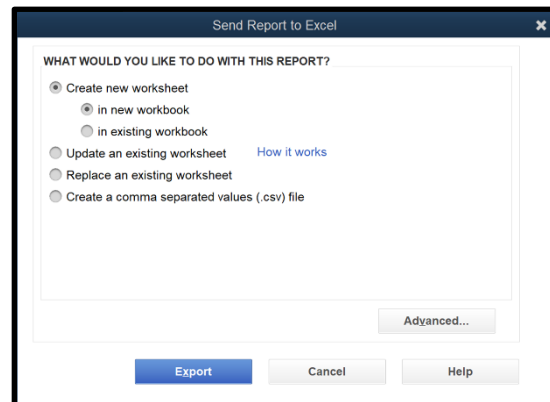 Send Report to Excel
WHAT WOULD YOU LIKE TO DO WITH THIS REPORT?
Create new worksheet
in new workbook
in existing workbook
Update an existing worksheet How it works
Replace an existing worksheet
Create a comma separated values (.csv) file
Advanced...
Export Cancel Help